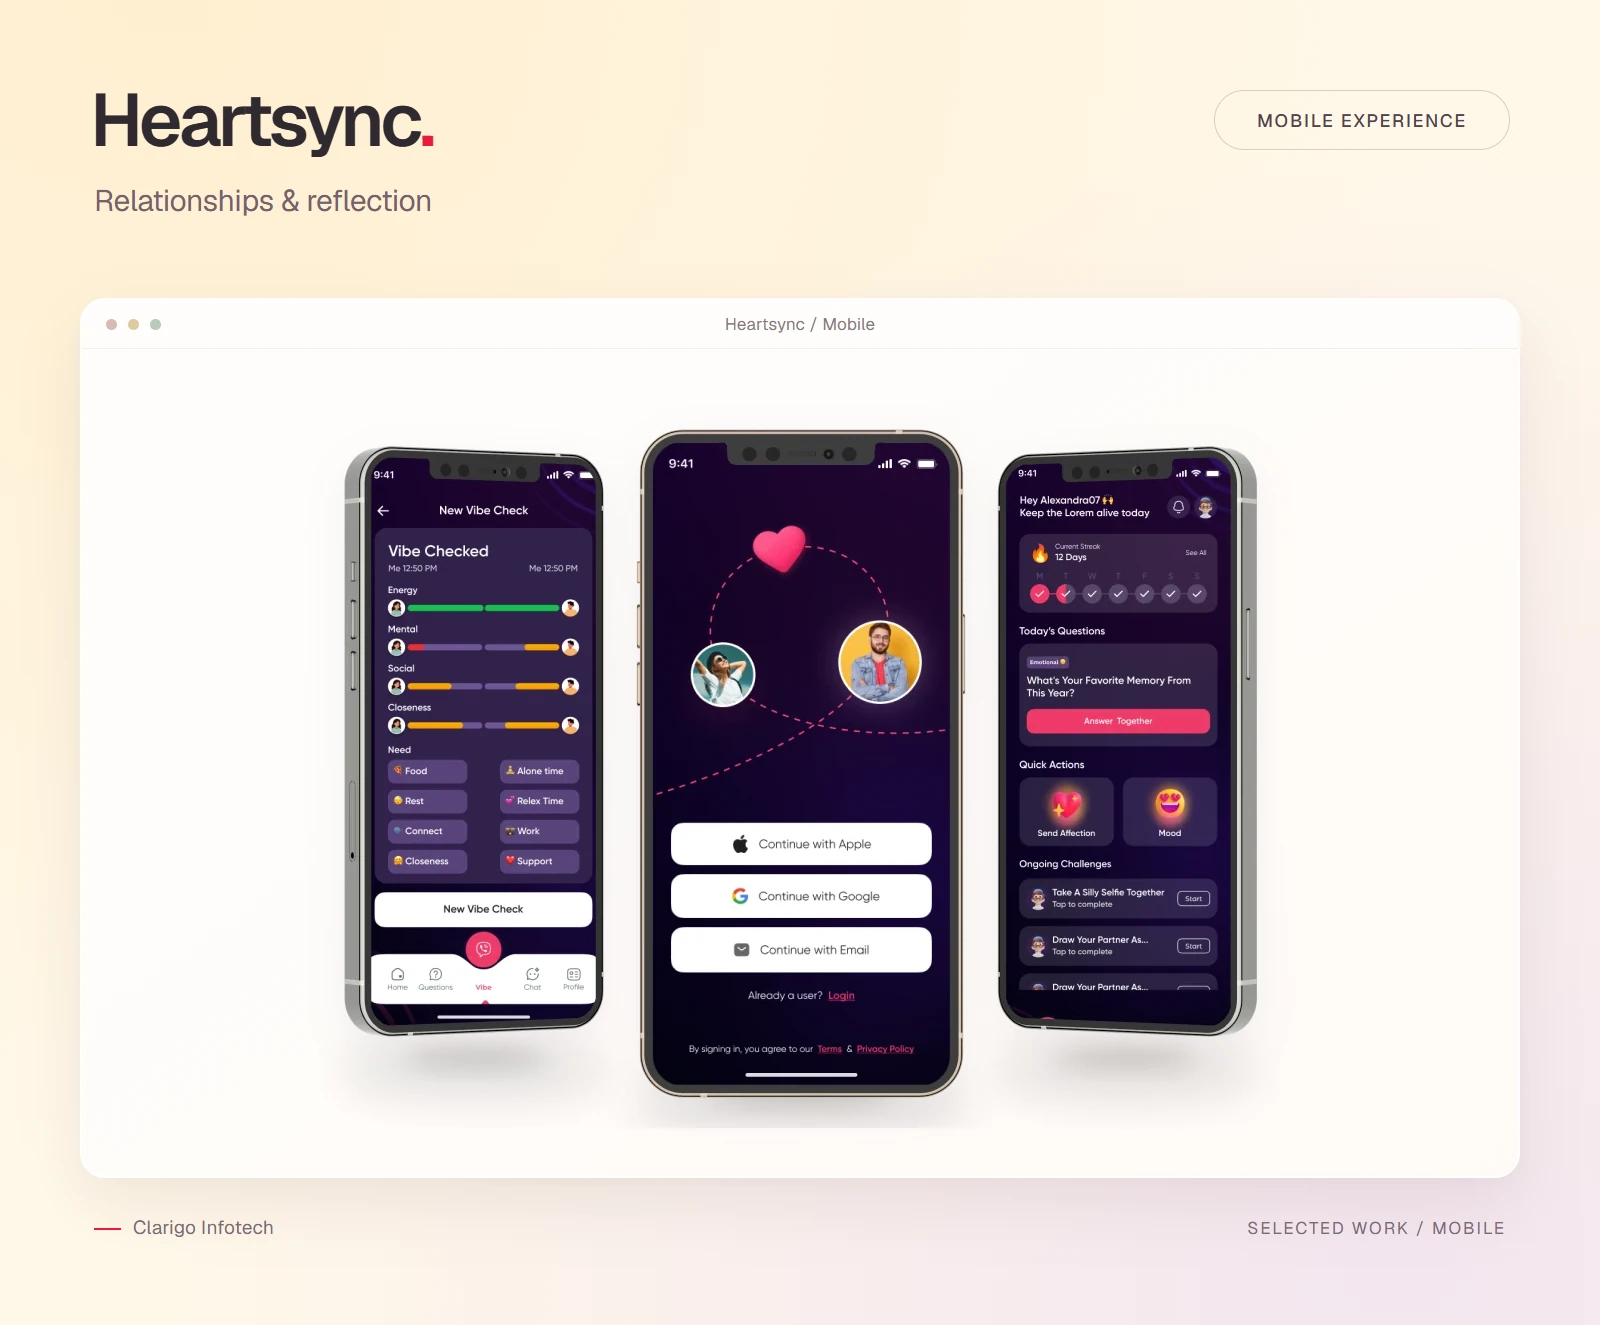 Heartsync.
Relationships & reflection
MOBILE EXPERIENCE
Heartsync / Mobile
9:41
New Vibe Check
Vibe Checked
Me 12:50 PM
Me 12:50 PM
Energy
Mental
Social
Closeness
Need
Food
Alone time
Rest
Relex Time
Connect
Work
Closeness
Support
New Vibe Check
Home
Questions
Vibe
Chat
Profile
9:41
Continue with Apple
Continue with Google
Continue with Email
Already a user? Login
By signing in, you agree to our Terms & Privacy Policy
9:41
Hey Alexandra07
Keep the Lorem alive today
Current Streak
12 Days
See All
M T W T F S S
Today's Questions
Emotional
What's Your Favorite Memory From
This Year?
Answer Together
Quick Actions
Send Affection
Mood
Ongoing Challenges
Take A Silly Selfie Together
Tap to complete
Start
Draw Your Partner As...
Tap to complete
Start
Draw Your Partner As...
Clarigo Infotech
SELECTED WORK / MOBILE